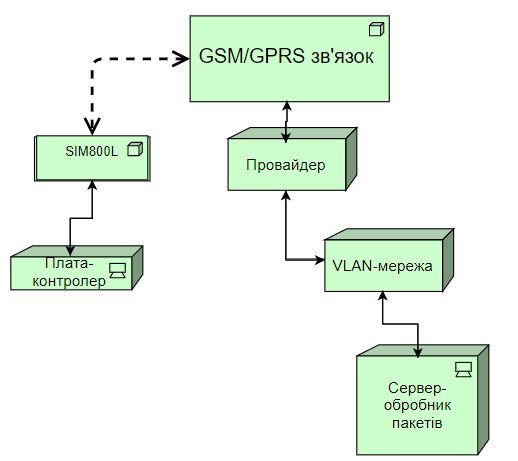 GSM/GPRS зв'язок
SIM800L
Провайдер
Плата-
контролер
VLAN-мережа
Сервер-
обробник
пакетів